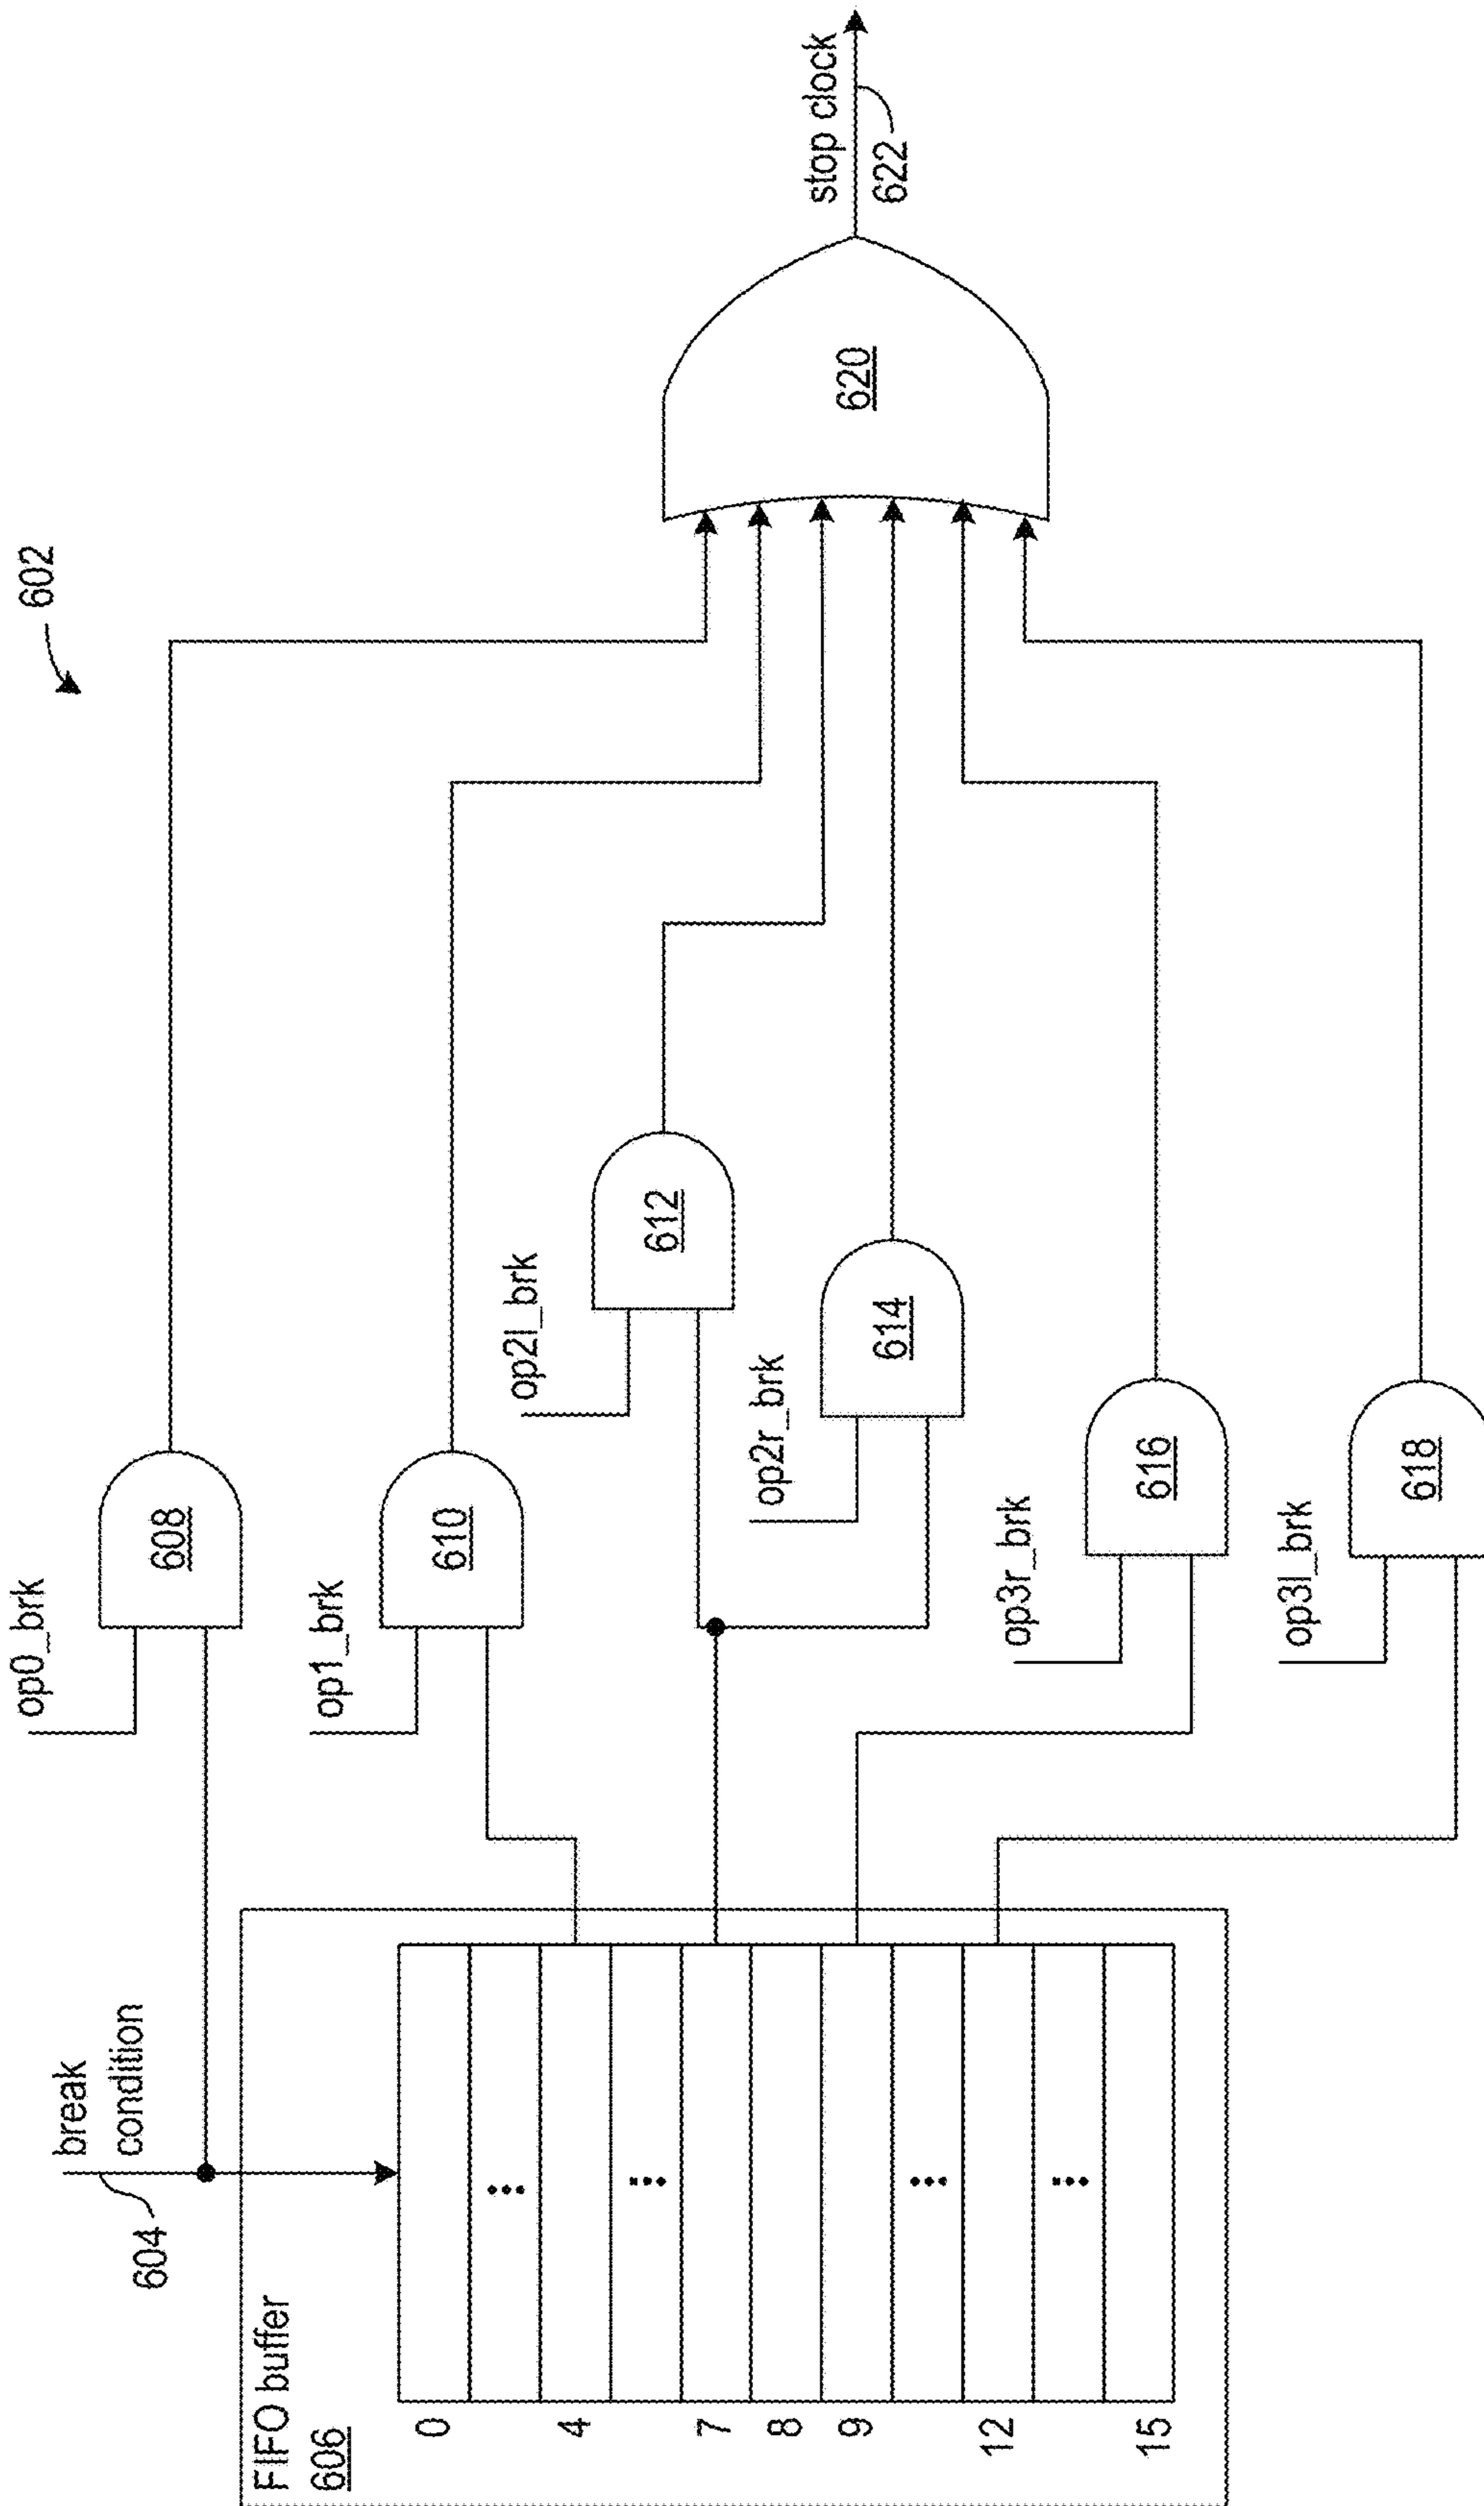 602
break
condition
604
FIFO buffer
606
0
4
7
8
9
12
15
op0_brk
608
op1_brk
610
op2l_brk
612
op2r_brk
614
op3r_brk
616
op3l_brk
618
620
stop clock
622